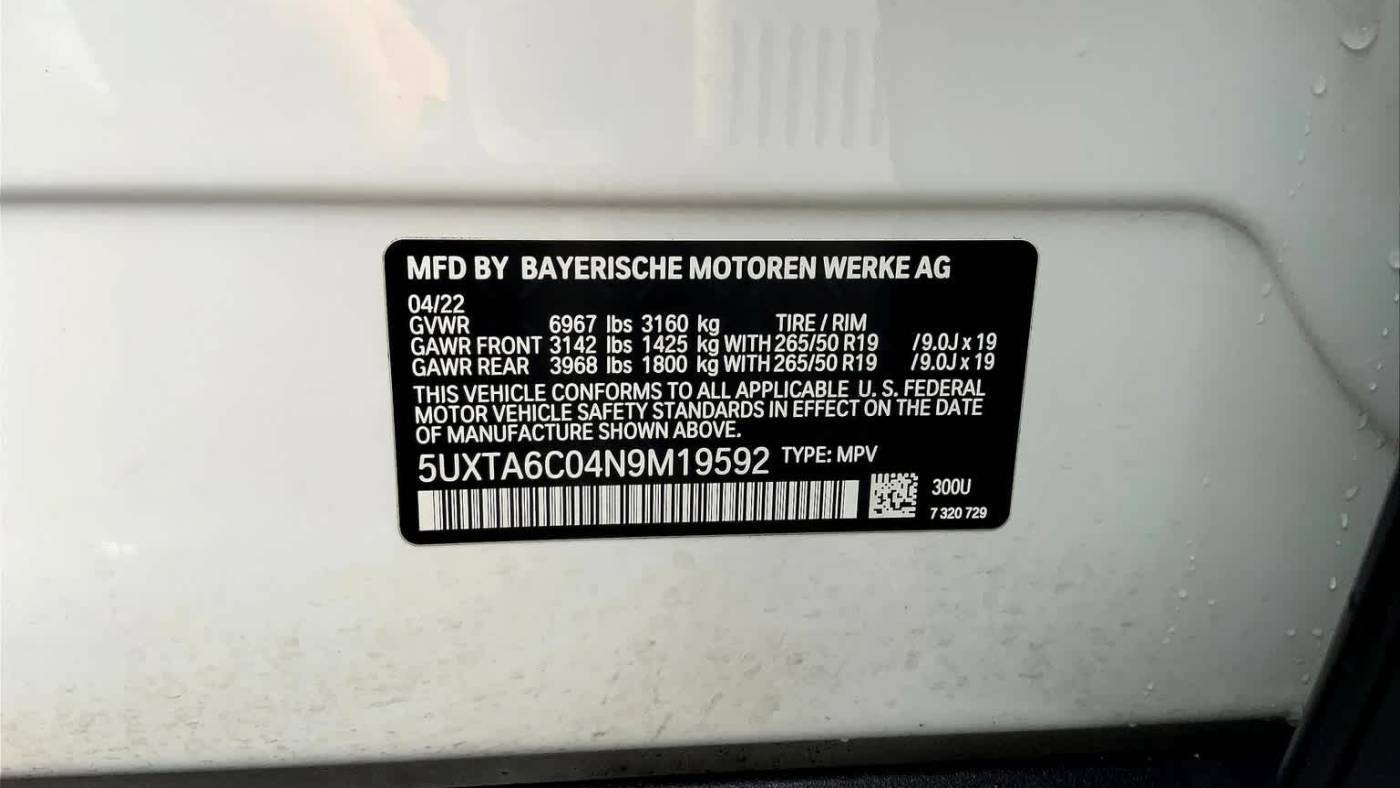 MFD BY BAYERISCHE MOTOREN WERKE AG
04/22
GVWR 6967 lbs 3160 kg TIRE / RIM
GAWR FRONT 3142 lbs 1425 kg WITH 265/50 R19 /9.0J x 19
GAWR REAR 3968 lbs 1800 kg WITH 265/50 R19 /9.0J x 19
THIS VEHICLE CONFORMS TO ALL APPLICABLE U. S. FEDERAL
MOTOR VEHICLE SAFETY STANDARDS IN EFFECT ON THE DATE
OF MANUFACTURE SHOWN ABOVE.
5UXTA6C04N9M19592 TYPE: MPV
300U
7 320 729